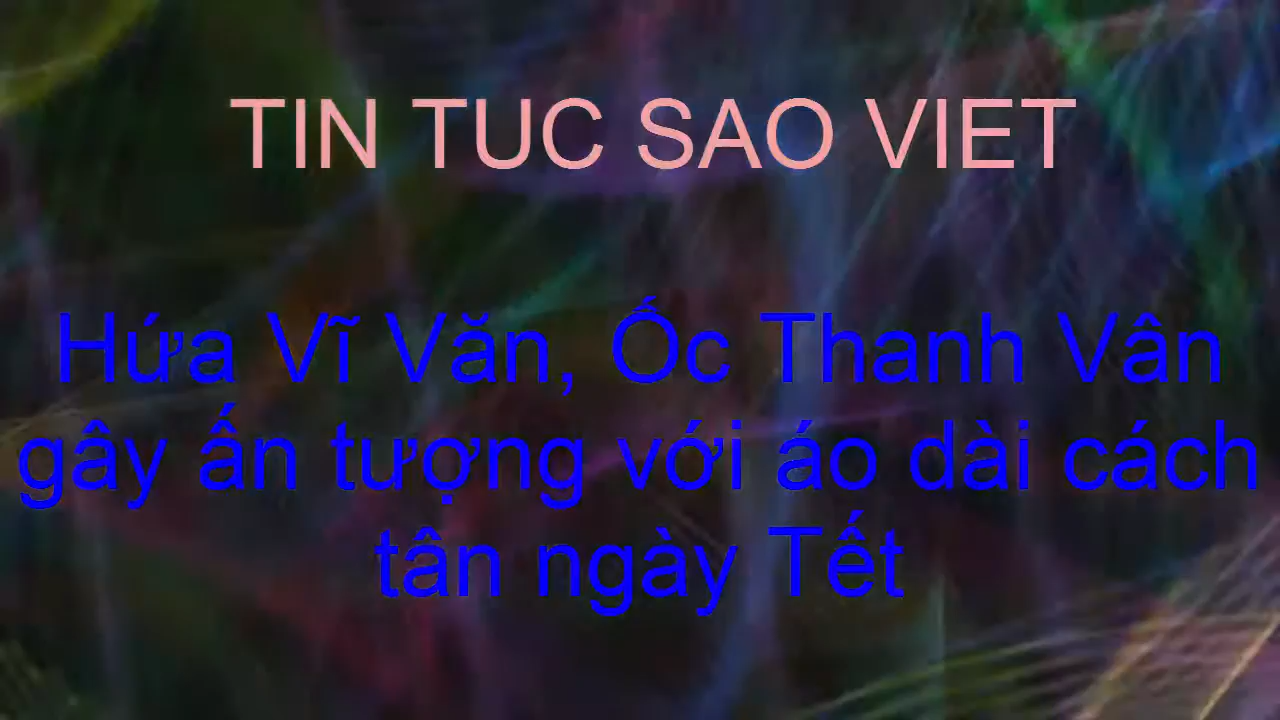 TIN TUC SAO VIET
Hứa Vĩ Văn, Ốc Thanh Vân
gây ấn tượng với áo dài cách
tân ngày Tết